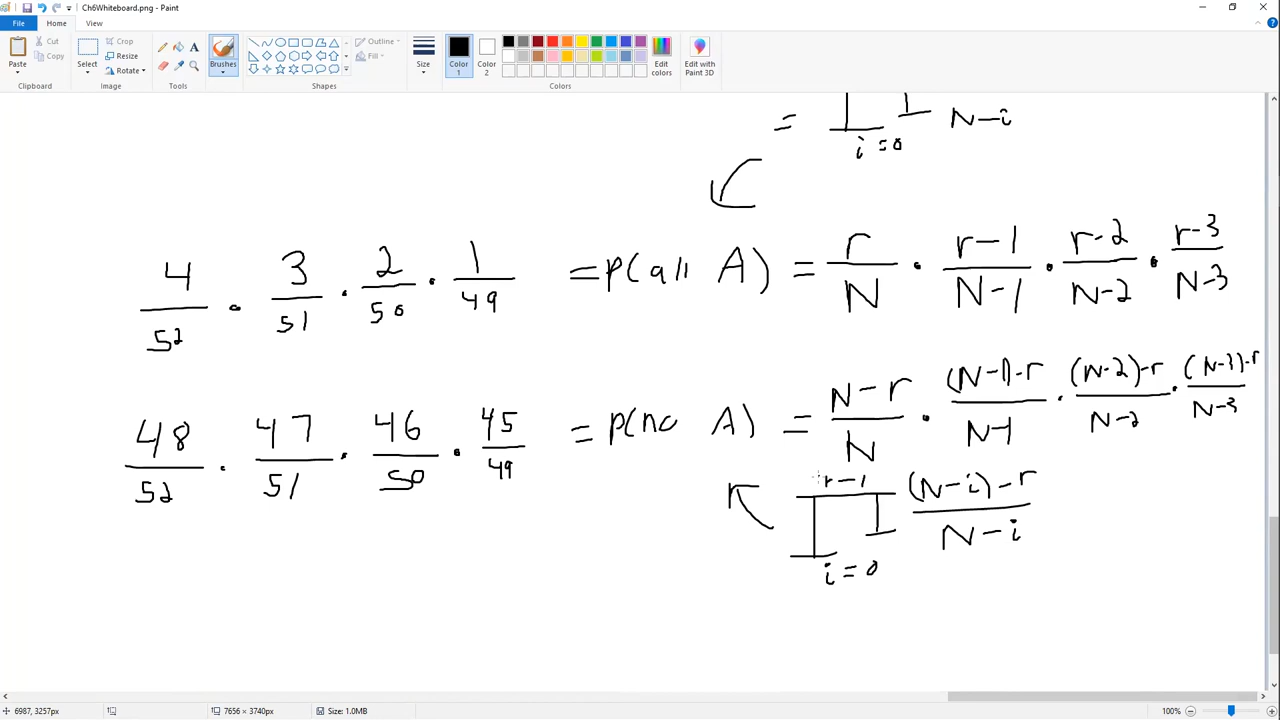 Ch6Whiteboard.png - Paint
File Home View
Paste Cut Copy Clipboard
Select Crop Resize Rotate Image
Tools
Brushes
Shapes Outline Fill
Size
Color 1
Color 2
Edit colors
Colors
Edit with Paint 3D
= ∏ i=0 N-i
4/52 · 3/51 · 2/50 · 1/49 = P(all A) = r/N · r-1/N-1 · r-2/N-2 · r-3/N-3
48/52 · 47/51 · 46/50 · 45/49 = P(no A) = N-r/N · (N-1)-r/N-1 · (N-2)-r/N-2 · (N-3)-r/N-3
r-1 ∏ i=0 (N-i)-r/N-i
6987, 3257px 7656 × 3740px Size: 1.0MB 100%